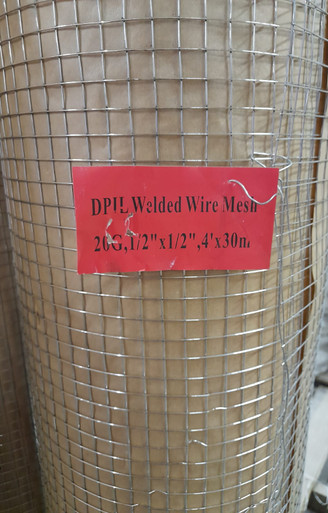 DPIL Welded Wire Mesh
20G,1/2"x1/2",4'x30m